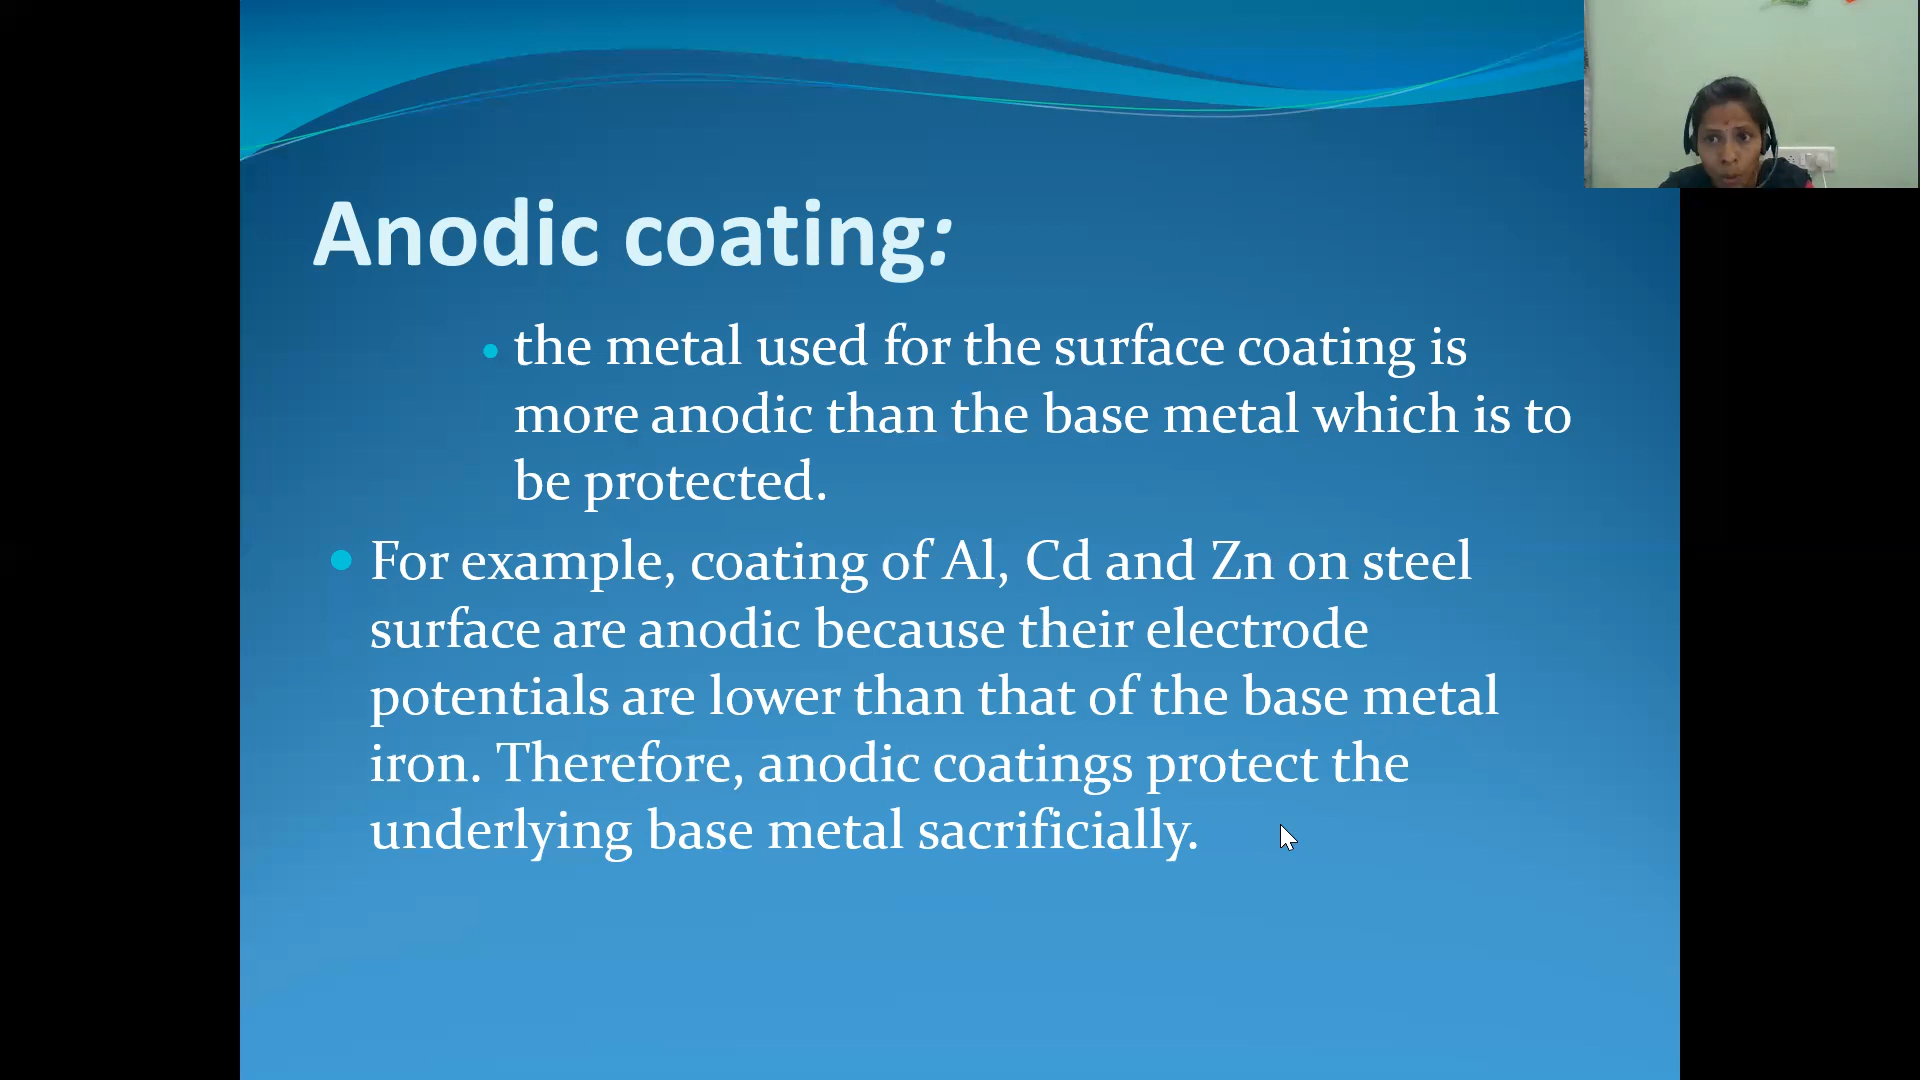 Anodic coating:
• the metal used for the surface coating is
more anodic than the base metal which is to
be protected.
• For example, coating of Al, Cd and Zn on steel
surface are anodic because their electrode
potentials are lower than that of the base metal
iron. Therefore, anodic coatings protect the
underlying base metal sacrificially.